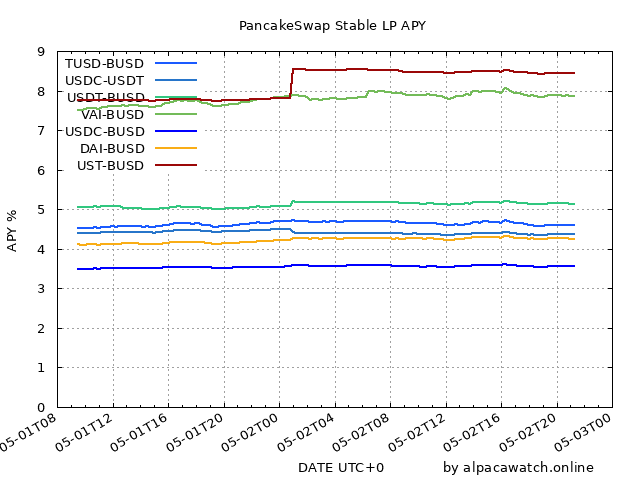 PancakeSwap Stable LP APY
9
8
7
6
5
4
3
2
1
0
APY %
TUSD-BUSD
USDC-USDT
USDT-BUSD
VAI-BUSD
USDC-BUSD
DAI-BUSD
UST-BUSD
05-01T08
05-01T12
05-01T16
05-01T20
05-02T00
05-02T04
05-02T08
05-02T12
05-02T16
05-02T20
05-03T00
DATE UTC+0
by alpacawatch.online